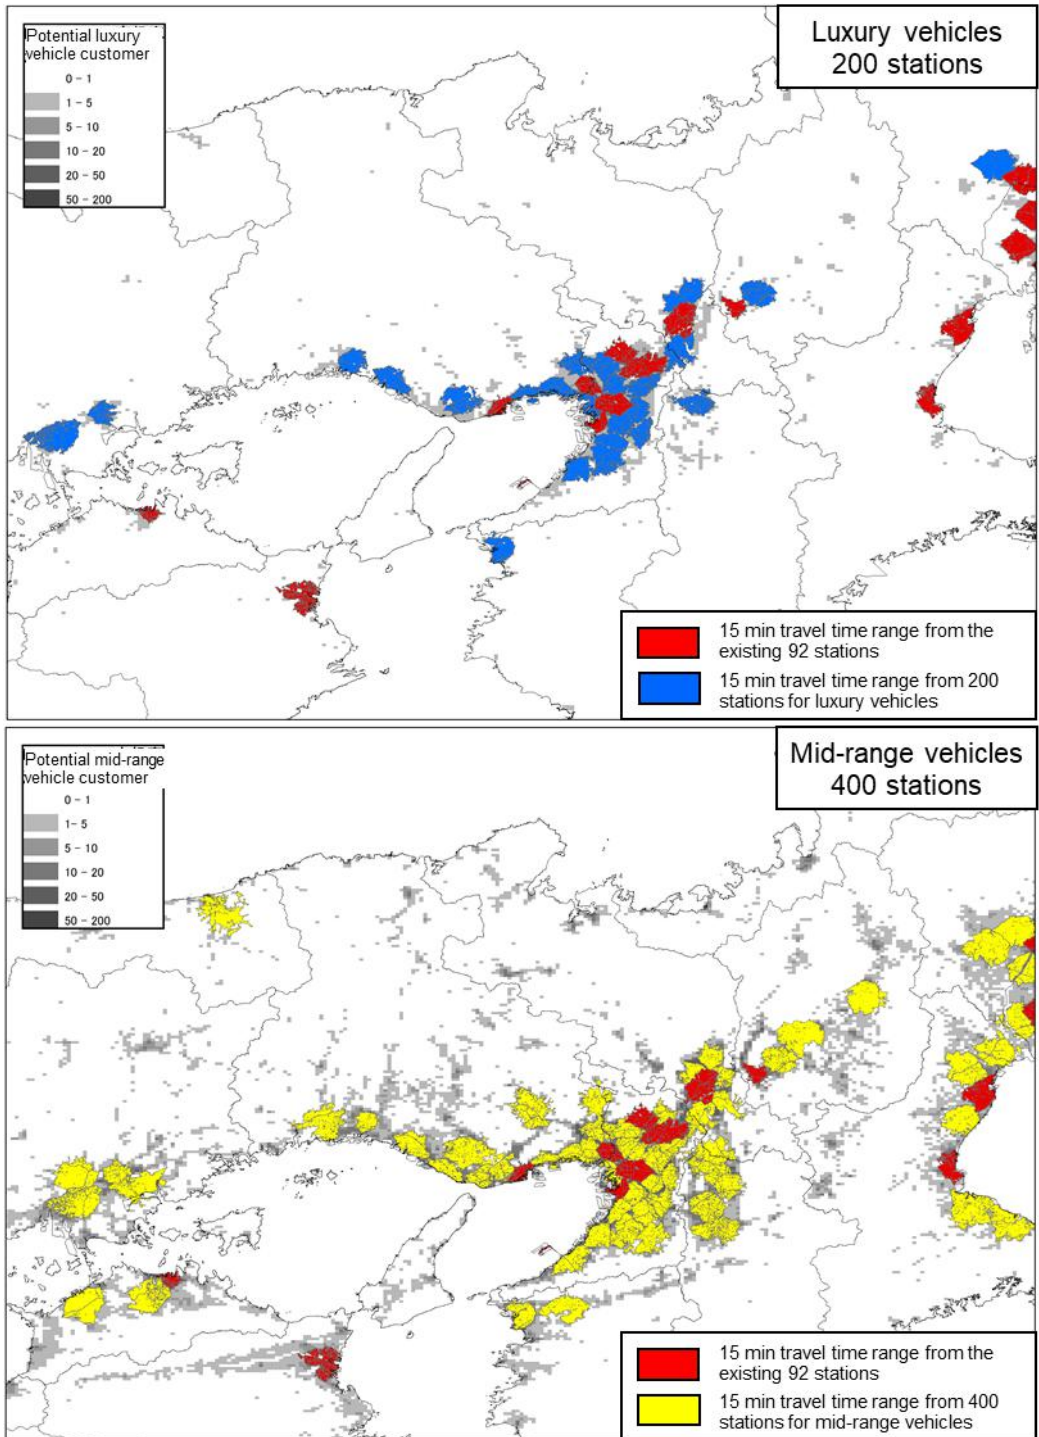 Potential luxury
vehicle customer
0 - 1
1 - 5
5 - 10
10 - 20
20 - 50
50 - 200
Luxury vehicles
200 stations
15 min travel time range from the
existing 92 stations
15 min travel time range from 200
stations for luxury vehicles
Potential mid-range
vehicle customer
0 - 1
1 - 5
5 - 10
10 - 20
20 - 50
50 - 200
Mid-range vehicles
400 stations
15 min travel time range from the
existing 92 stations
15 min travel time range from 400
stations for mid-range vehicles